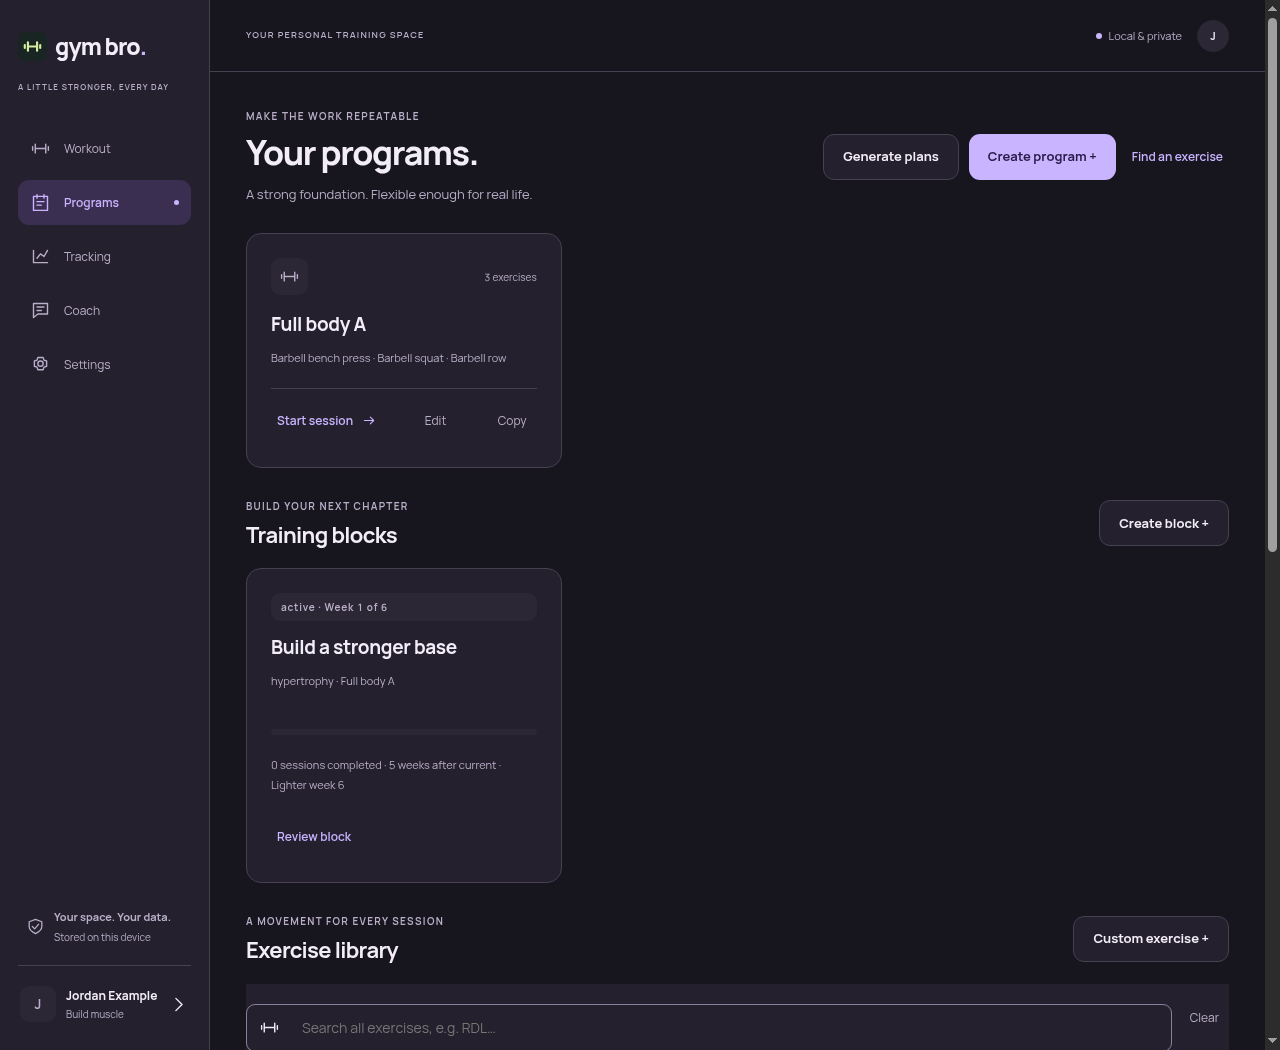 gym bro.
A LITTLE STRONGER, EVERY DAY
Workout
Programs
Tracking
Coach
Settings
Your space. Your data.
Stored on this device
J
Jordan Example
Build muscle
YOUR PERSONAL TRAINING SPACE
Local & private
J
MAKE THE WORK REPEATABLE
Your programs.
A strong foundation. Flexible enough for real life.
Generate plans
Create program +
Find an exercise
3 exercises
Full body A
Barbell bench press · Barbell squat · Barbell row
Start session →
Edit
Copy
BUILD YOUR NEXT CHAPTER
Training blocks
Create block +
active · Week 1 of 6
Build a stronger base
hypertrophy · Full body A
0 sessions completed · 5 weeks after current ·
Lighter week 6
Review block
A MOVEMENT FOR EVERY SESSION
Exercise library
Custom exercise +
Search all exercises, e.g. RDL…
Clear